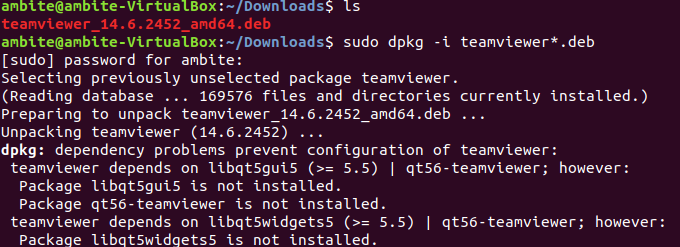 ambite@ambite-VirtualBox:~/Downloads$ ls
teamviewer_14.6.2452_amd64.deb
ambite@ambite-VirtualBox:~/Downloads$ sudo dpkg -i teamviewer*.deb
[sudo] password for ambite:
Selecting previously unselected package teamviewer.
(Reading database ... 169576 files and directories currently installed.)
Preparing to unpack teamviewer_14.6.2452_amd64.deb ...
Unpacking teamviewer (14.6.2452) ...
dpkg: dependency problems prevent configuration of teamviewer:
 teamviewer depends on libqt5gui5 (>= 5.5) | qt56-teamviewer; however:
  Package libqt5gui5 is not installed.
  Package qt56-teamviewer is not installed.
 teamviewer depends on libqt5widgets5 (>= 5.5) | qt56-teamviewer; however:
  Package libqt5widgets5 is not installed.